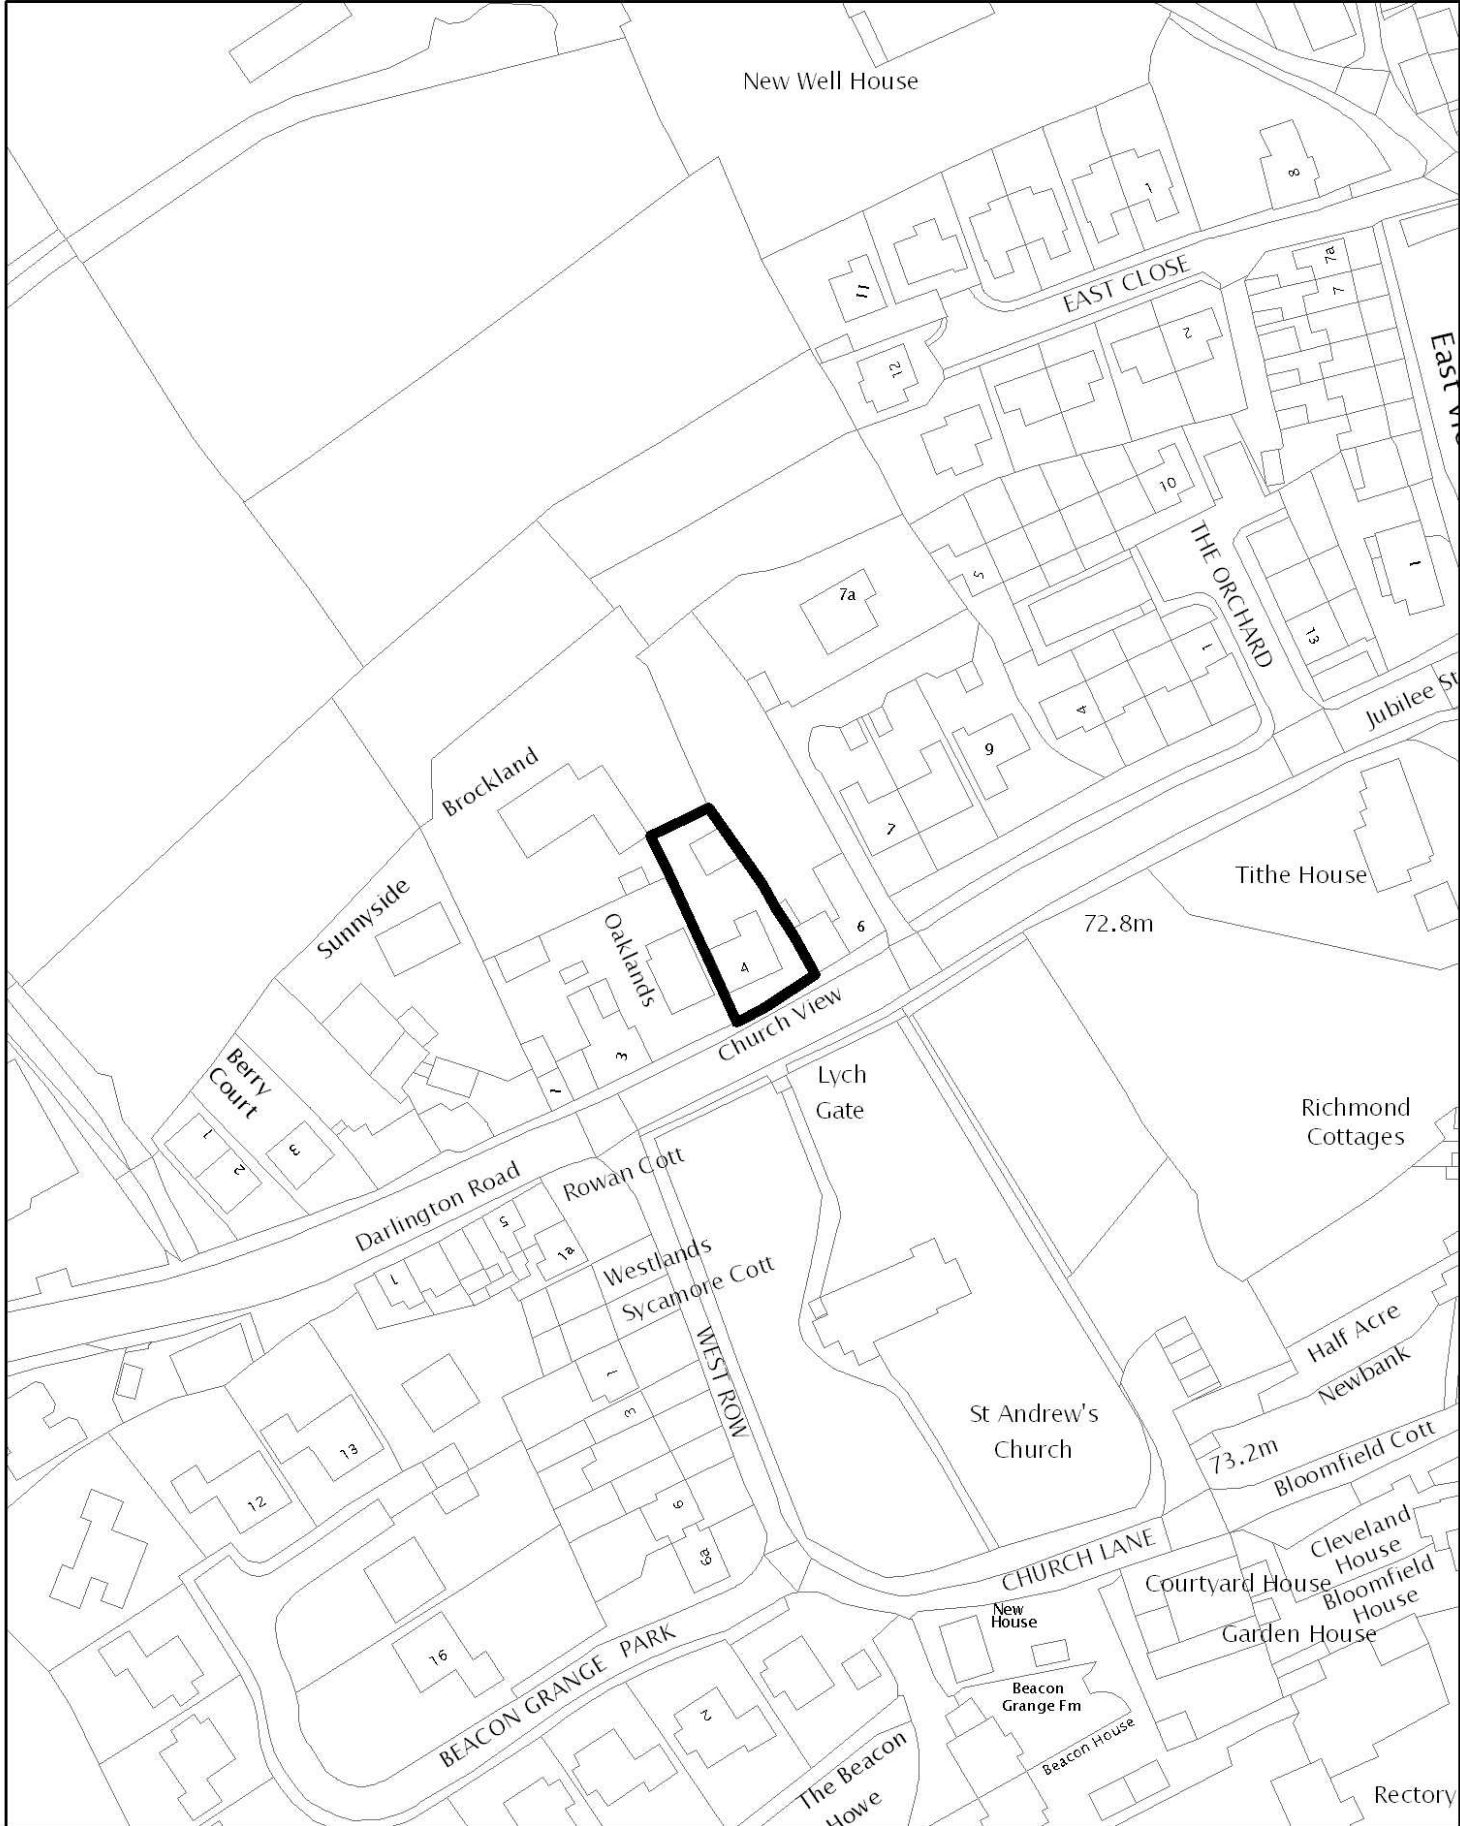 New Well House
1
8
11
EAST CLOSE
7a
7
12
2
10
5
THE ORCHARD
1
7a
13
1
4
Jubilee St
9
Brockland
7
Tithe House
Sunnyside
6
72.8m
Oaklands
4
Church View
3
Lych
Gate
1
Berry
Court
Richmond
Cottages
1
2
3
Rowan Cott
Darlington Road
5
1a
Westlands
Sycamore Cott
1
WEST ROW
Half Acre
Newbank
1
3
St Andrew's
Church
73.2m
Bloomfield Cott
13
12
6
6a
CHURCH LANE
Cleveland
House
Courtyard House
Bloomfield
House
New
House
Garden House
16
BEACON GRANGE PARK
Beacon
Grange Fm
2
Beacon House
The Beacon
Howe
Rectory